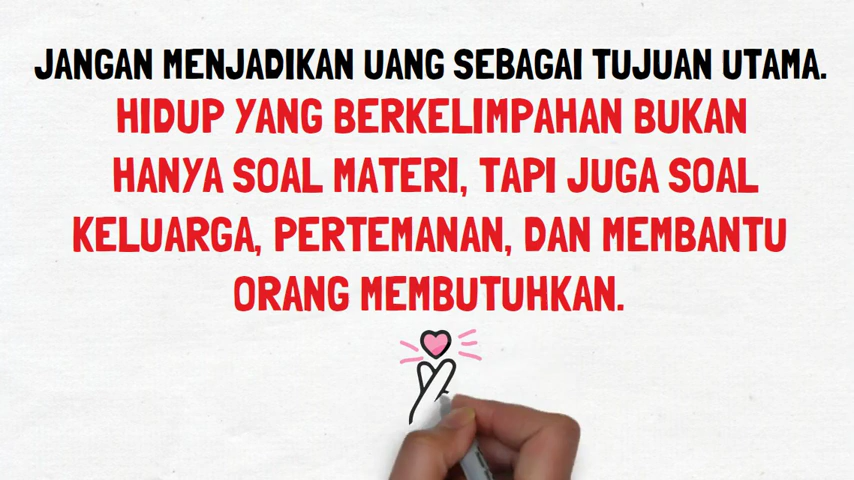 JANGAN MENJADIKAN UANG SEBAGAI TUJUAN UTAMA.
HIDUP YANG BERKELIMPAHAN BUKAN
HANYA SOAL MATERI, TAPI JUGA SOAL
KELUARGA, PERTEMANAN, DAN MEMBANTU
ORANG MEMBUTUHKAN.